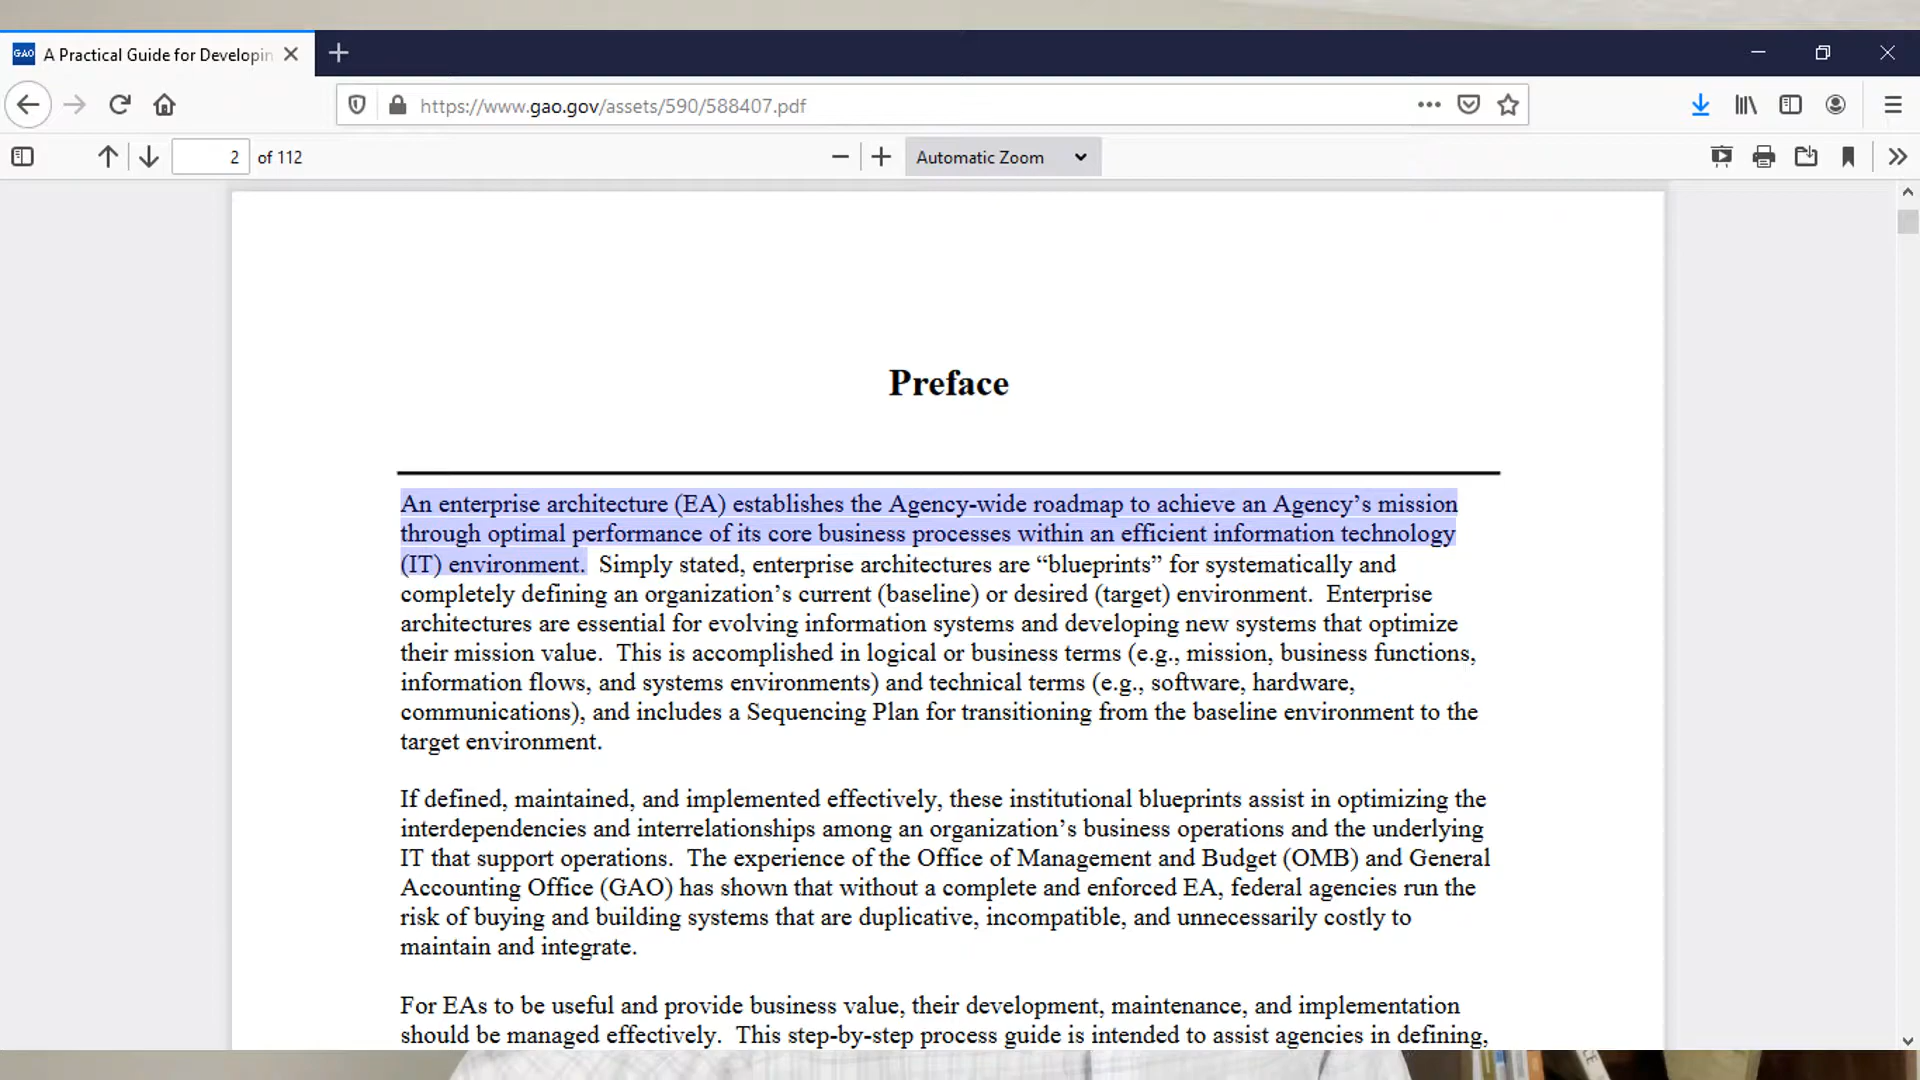 GAO A Practical Guide for Developin
https://www.gao.gov/assets/590/588407.pdf
2 of 112
Automatic Zoom
Preface
An enterprise architecture (EA) establishes the Agency-wide roadmap to achieve an Agency’s mission
through optimal performance of its core business processes within an efficient information technology
(IT) environment.  Simply stated, enterprise architectures are “blueprints” for systematically and
completely defining an organization’s current (baseline) or desired (target) environment.  Enterprise
architectures are essential for evolving information systems and developing new systems that optimize
their mission value.  This is accomplished in logical or business terms (e.g., mission, business functions,
information flows, and systems environments) and technical terms (e.g., software, hardware,
communications), and includes a Sequencing Plan for transitioning from the baseline environment to the
target environment.
If defined, maintained, and implemented effectively, these institutional blueprints assist in optimizing the
interdependencies and interrelationships among an organization’s business operations and the underlying
IT that support operations.  The experience of the Office of Management and Budget (OMB) and General
Accounting Office (GAO) has shown that without a complete and enforced EA, federal agencies run the
risk of buying and building systems that are duplicative, incompatible, and unnecessarily costly to
maintain and integrate.
For EAs to be useful and provide business value, their development, maintenance, and implementation
should be managed effectively.  This step-by-step process guide is intended to assist agencies in defining,